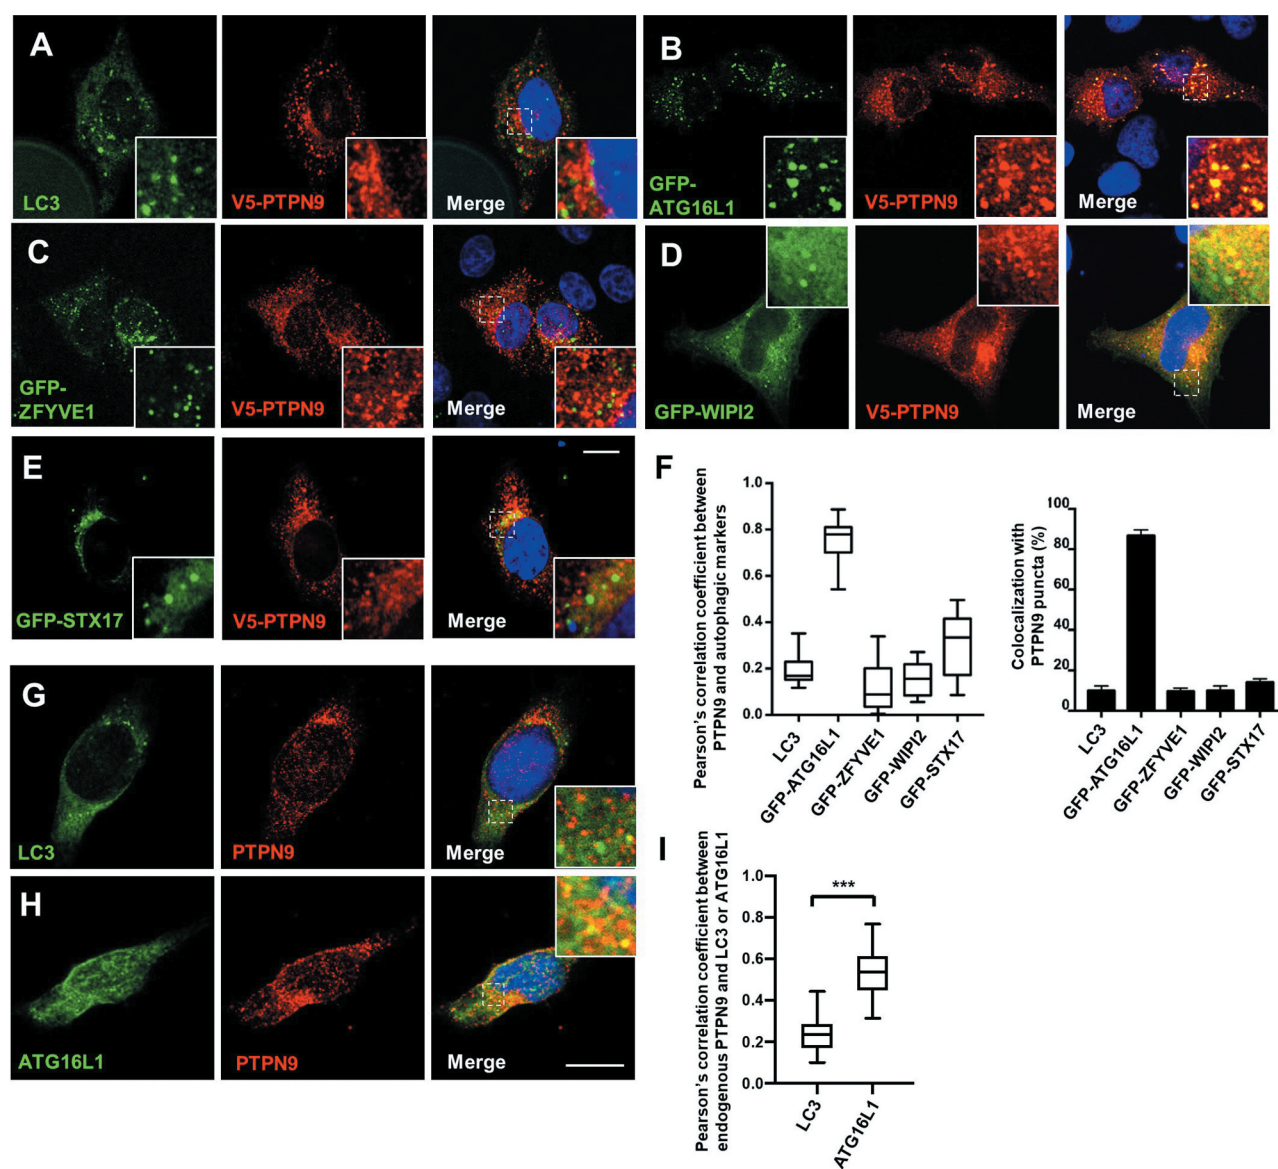 A
LC3
V5-PTPN9
Merge
B
GFP-
ATG16L1
V5-PTPN9
Merge
C
GFP-
ZFYVE1
V5-PTPN9
Merge
D
GFP-WIPI2
V5-PTPN9
Merge
E
GFP-STX17
V5-PTPN9
Merge
F
Pearson's correlation coefficient between
PTPN9 and autophagic markers
1.0
0.8
0.6
0.4
0.2
0.0
LC3
GFP-ATG16L1
GFP-ZFYVE1
GFP-WIPI2
GFP-STX17
Colocalization with
PTPN9 puncta (%)
100
80
60
40
20
0
LC3
GFP-ATG16L1
GFP-ZFYVE1
GFP-WIPI2
GFP-STX17
G
LC3
PTPN9
Merge
H
ATG16L1
PTPN9
Merge
I
Pearson's correlation coefficient between
endogenous PTPN9 and LC3 or ATG16L1
1.0
0.8
0.6
0.4
0.2
0.0
***
LC3
ATG16L1